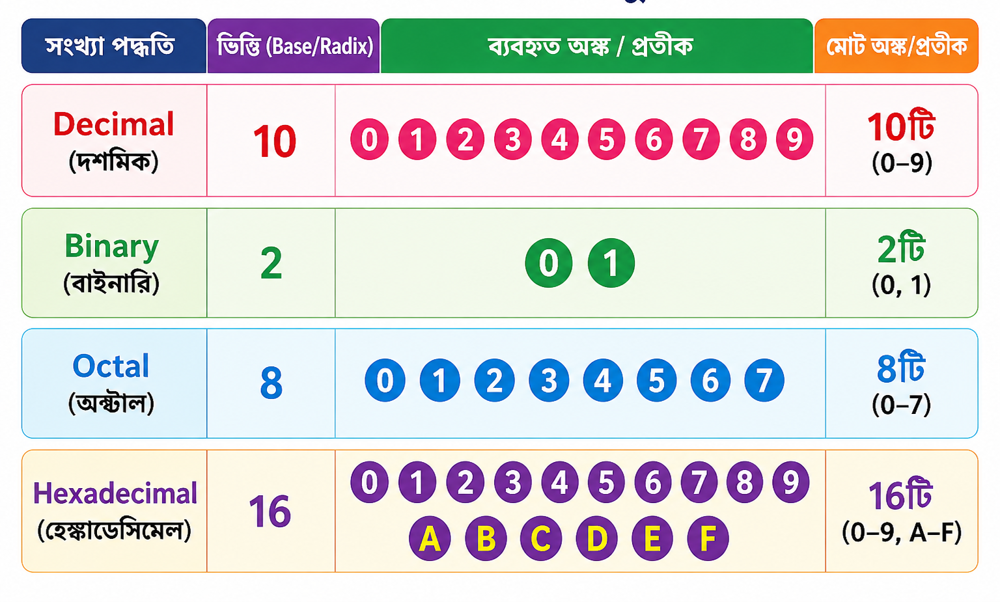 সংখ্যা পদ্ধতি ভিত্তি (Base/Radix) ব্যবহৃত অঙ্ক / প্রতীক মোট অঙ্ক/প্রতীক
Decimal
(দশমিক)
10
0 1 2 3 4 5 6 7 8 9
10টি
(0–9)
Binary
(বাইনারি)
2
0 1
2টি
(0, 1)
Octal
(অক্টাল)
8
0 1 2 3 4 5 6 7
8টি
(0–7)
Hexadecimal
(হেক্সাডেসিমেল)
16
0 1 2 3 4 5 6 7 8 9
A B C D E F
16টি
(0–9, A–F)